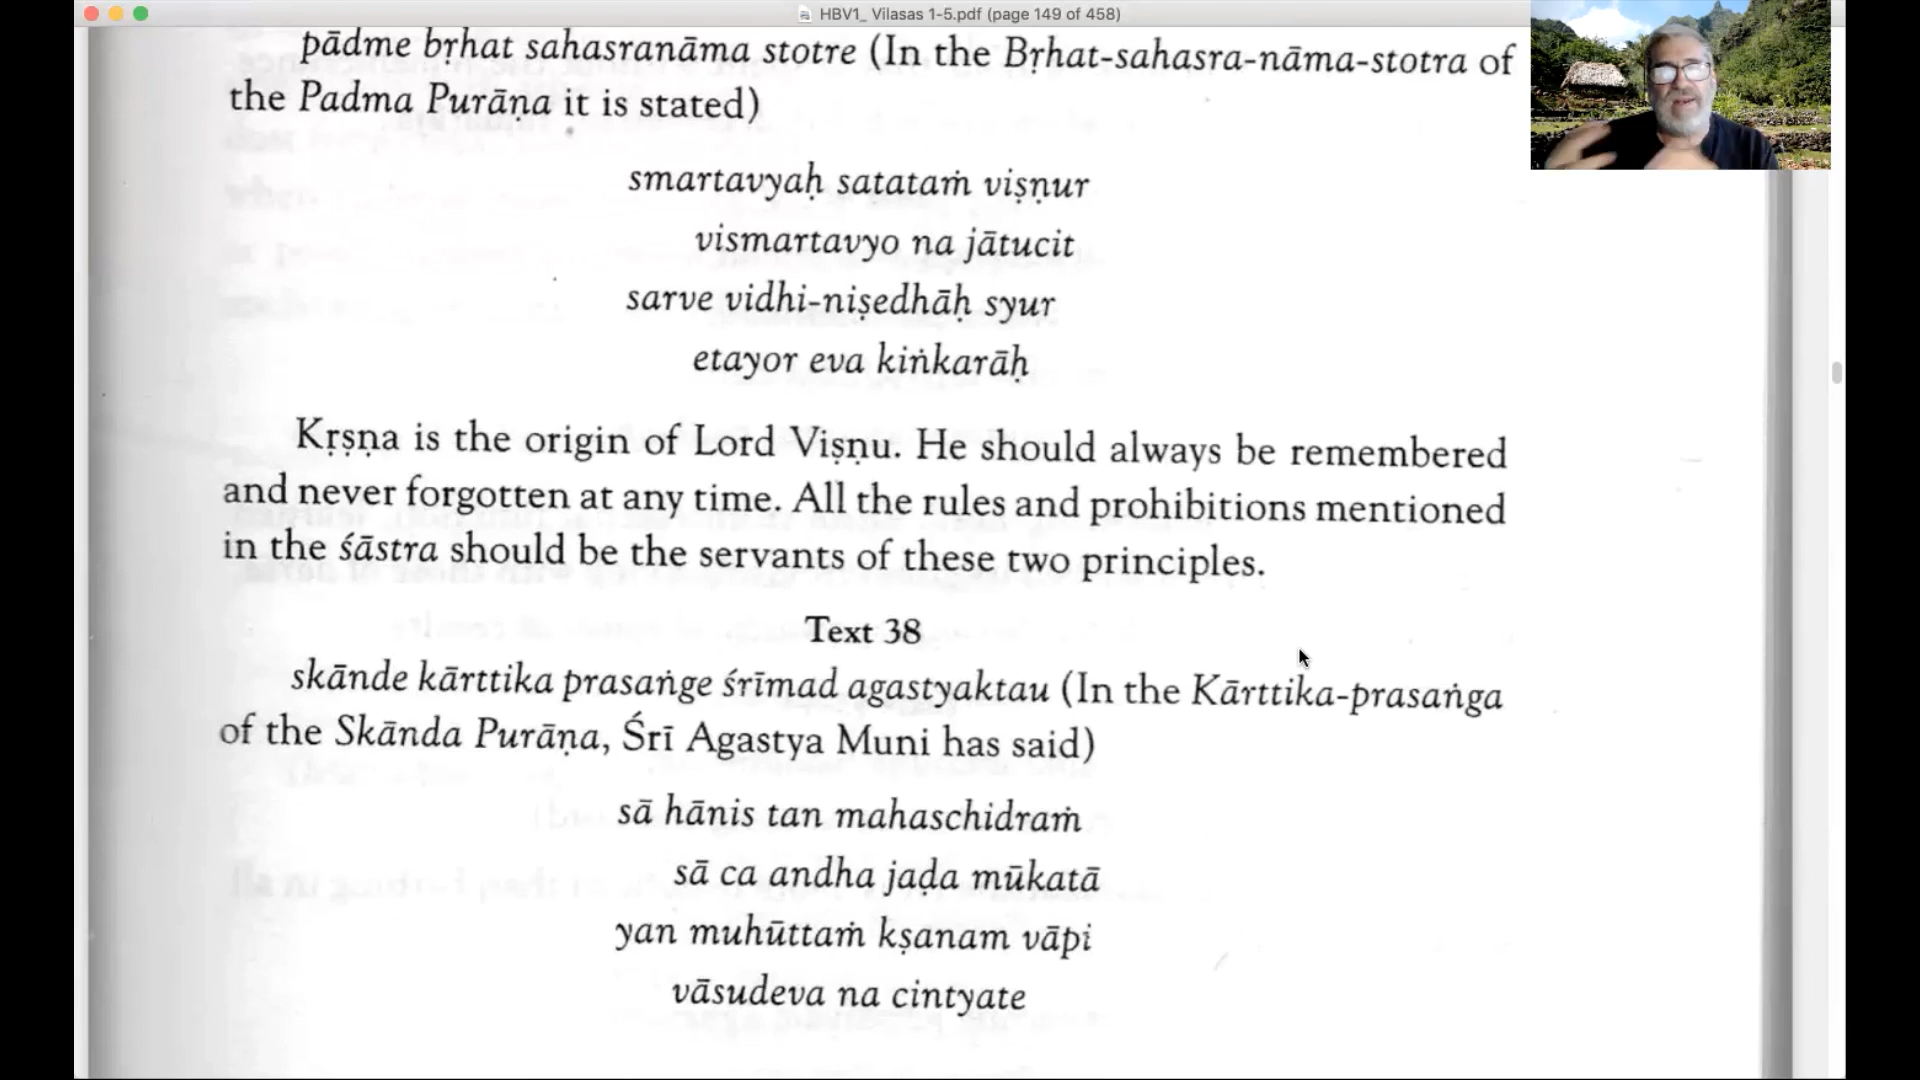 HBV1_ Vilasas 1-5.pdf (page 149 of 458)
pādme bṛhat sahasranāma stotre (In the Bṛhat-sahasra-nāma-stotra of
the Padma Purāṇa it is stated)
smartavyaḥ satataṁ viṣṇur
vismartavyo na jātucit
sarve vidhi-niṣedhāḥ syur
etayor eva kiṅkarāḥ
Kṛṣṇa is the origin of Lord Viṣṇu. He should always be remembered
and never forgotten at any time. All the rules and prohibitions mentioned
in the śāstra should be the servants of these two principles.
Text 38
skānde kārttika prasaṅge śrīmad agastyaktau (In the Kārttika-prasaṅga
of the Skānda Purāṇa, Śrī Agastya Muni has said)
sā hānis tan mahaschidraṁ
sā ca andha jaḍa mūkatā
yan muhūttaṁ kṣanam vāpi
vāsudeva na cintyate